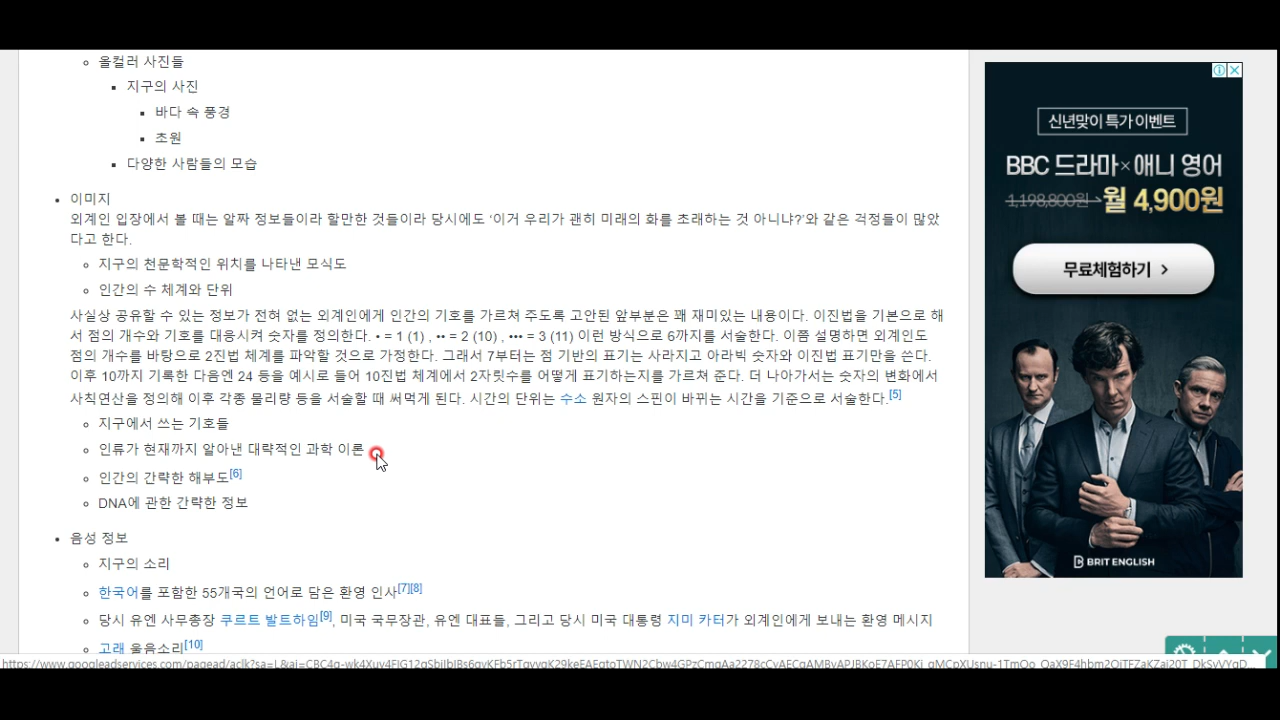 올컬러 사진들
지구의 사진
바다 속 풍경
초원
다양한 사람들의 모습
이미지
외계인 입장에서 볼 때는 알짜 정보들이라 할만한 것들이라 당시에도 '이거 우리가 괜히 미래의 화를 초래하는 것 아니냐?'와 같은 걱정들이 많았
다고 한다.
지구의 천문학적인 위치를 나타낸 모식도
인간의 수 체계와 단위
사실상 공유할 수 있는 정보가 전혀 없는 외계인에게 인간의 기호를 가르쳐 주도록 고안된 앞부분은 꽤 재미있는 내용이다. 이진법을 기본으로 해
서 점의 개수와 기호를 대응시켜 숫자를 정의한다. • = 1 (1) , •• = 2 (10) , ••• = 3 (11) 이런 방식으로 6까지를 서술한다. 이쯤 설명하면 외계인도
점의 개수를 바탕으로 2진법 체계를 파악할 것으로 가정한다. 그래서 7부터는 점 기반의 표기는 사라지고 아라빅 숫자와 이진법 표기만을 쓴다.
이후 10까지 기록한 다음엔 24 등을 예시로 들어 10진법 체계에서 2자릿수를 어떻게 표기하는지를 가르쳐 준다. 더 나아가서는 숫자의 변화에서
사칙연산을 정의해 이후 각종 물리량 등을 서술할 때 써먹게 된다. 시간의 단위는 수소 원자의 스핀이 바뀌는 시간을 기준으로 서술한다.[5]
지구에서 쓰는 기호들
인류가 현재까지 알아낸 대략적인 과학 이론
인간의 간략한 해부도[6]
DNA에 관한 간략한 정보
음성 정보
지구의 소리
한국어를 포함한 55개국의 언어로 담은 환영 인사[7][8]
당시 유엔 사무총장 쿠르트 발트하임[9], 미국 국무장관, 유엔 대표들, 그리고 당시 미국 대통령 지미 카터가 외계인에게 보내는 환영 메시지
고래 울음소리[10]
신년맞이 특가 이벤트
BBC 드라마×애니 영어
1,198,800원→월 4,900원
무료체험하기 >
BRIT ENGLISH